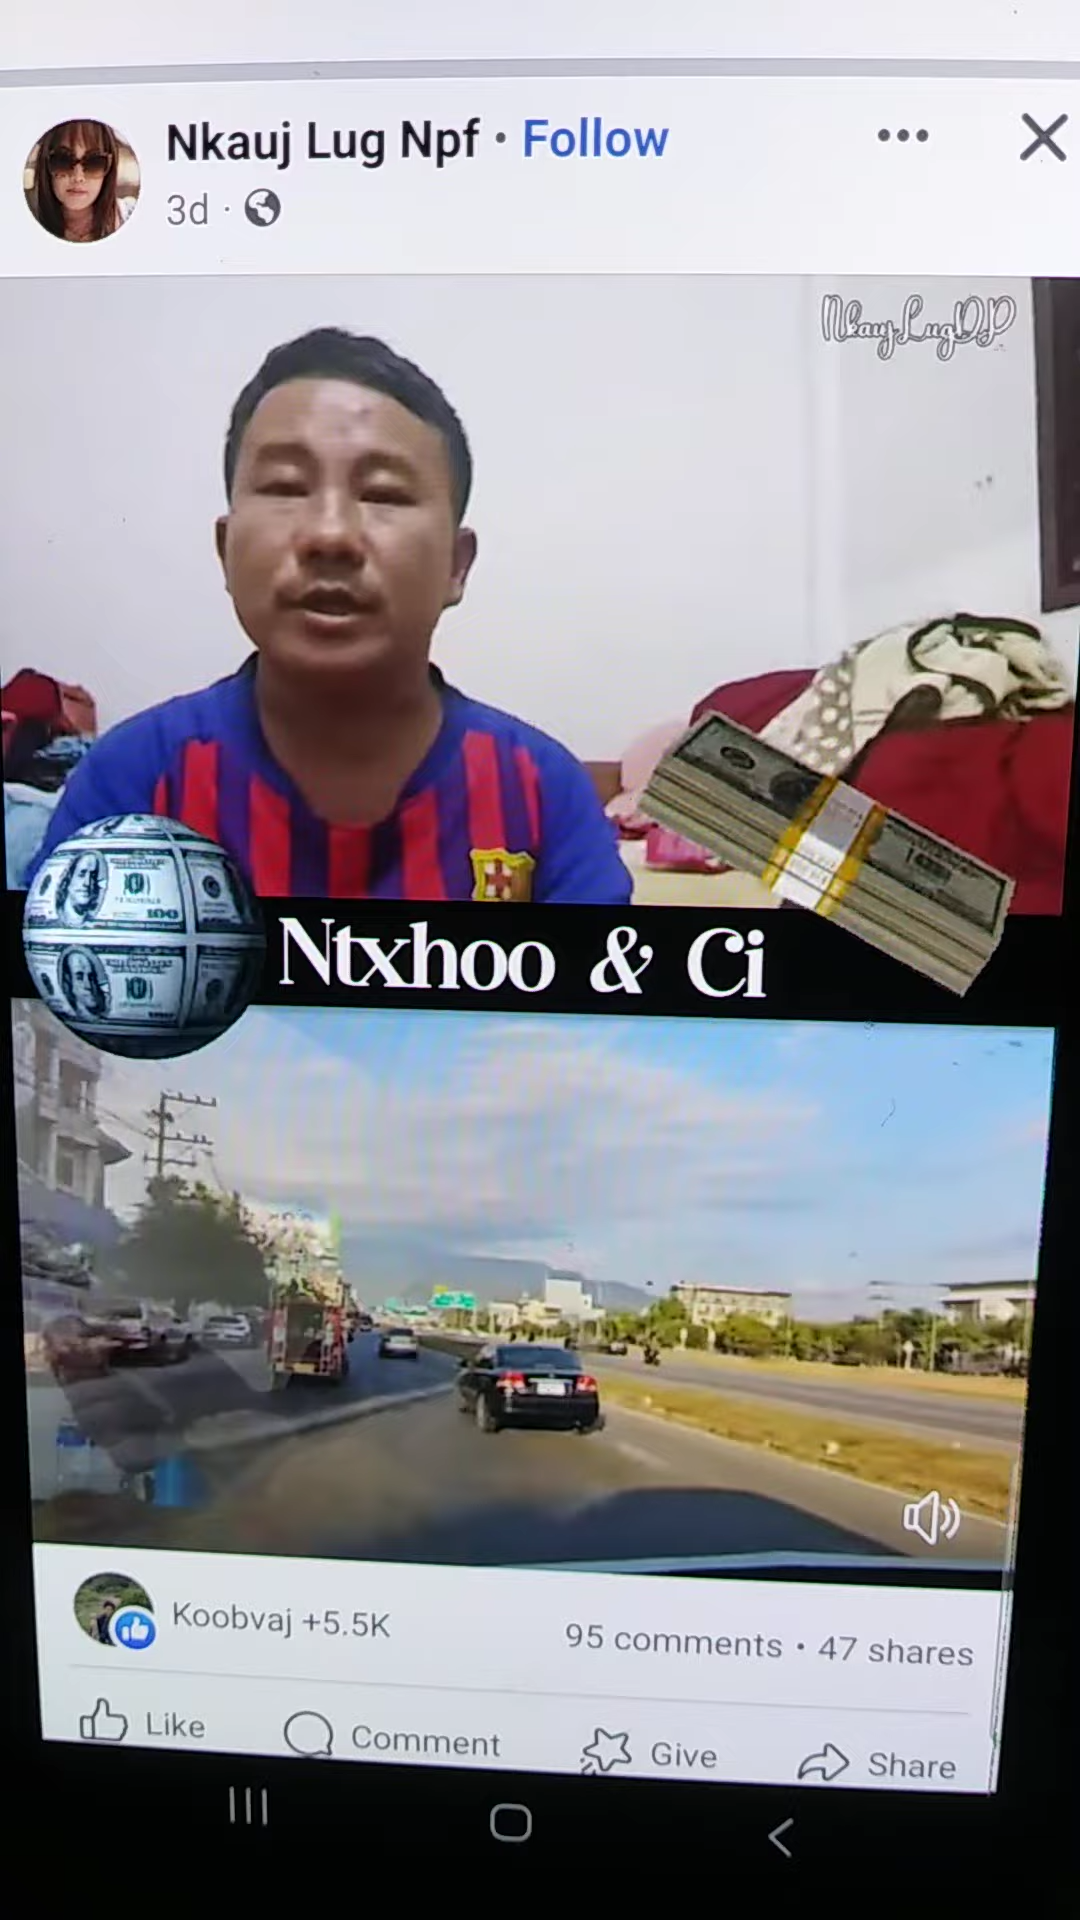 Nkauj Lug Npf • Follow
3d ·
NkaujLugDP
Ntxhoo & Ci
100
Koobvaj +5.5K
95 comments • 47 shares
Like
Comment
Give
Share